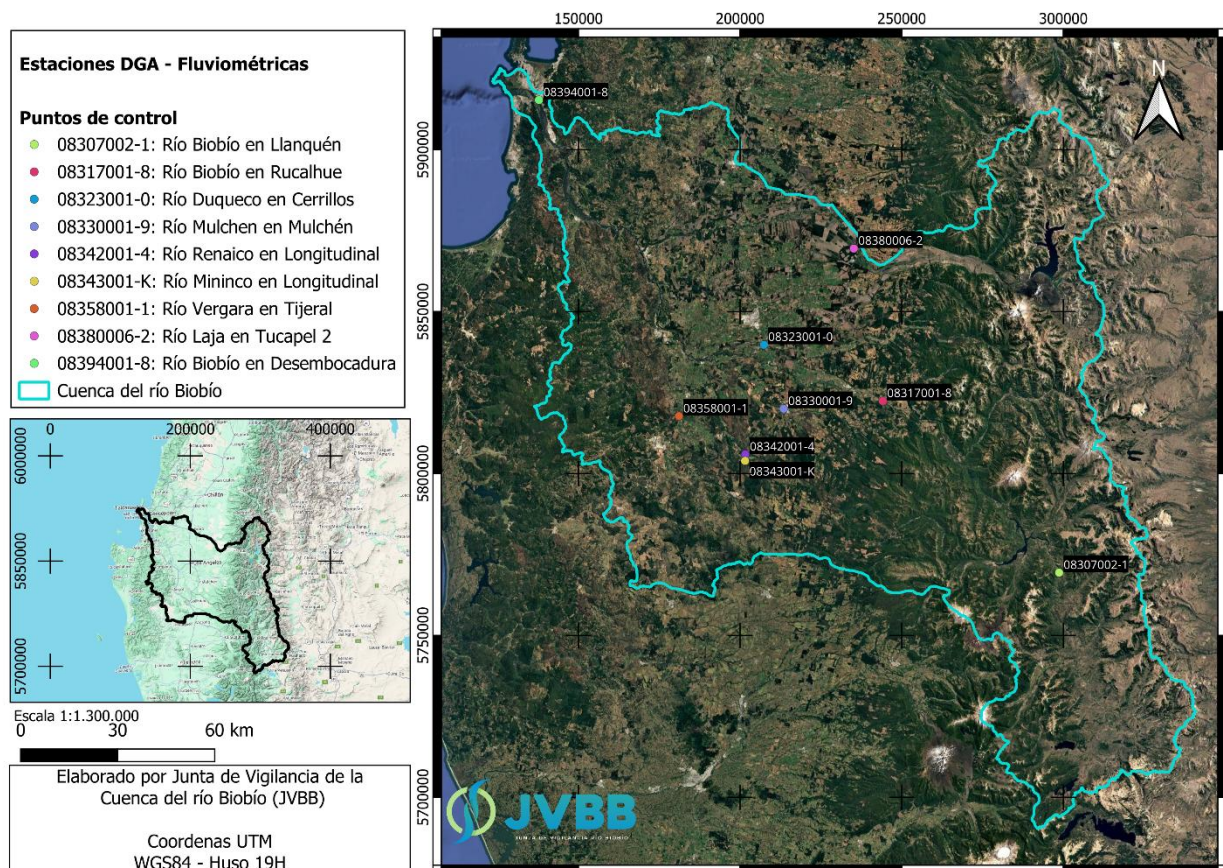 Estaciones DGA - Fluviométricas
Puntos de control
08307002-1: Río Biobío en Llanquén
08317001-8: Río Biobío en Rucalhue
08323001-0: Río Duqueco en Cerrillos
08330001-9: Río Mulchen en Mulchén
08342001-4: Río Renaico en Longitudinal
08343001-K: Río Mininco en Longitudinal
08358001-1: Río Vergara en Tijeral
08380006-2: Río Laja en Tucapel 2
08394001-8: Río Biobío en Desembocadura
Cuenca del río Biobío
0 200000 400000
6000000
5850000
5700000
Escala 1:1.300.000
0 30 60 km
Elaborado por Junta de Vigilancia de la
Cuenca del río Biobío (JVBB)
Coordenas UTM
WGS84 - Huso 19H
150000 200000 250000 300000
5900000
5850000
5800000
5750000
5700000
N
08394001-8
08380006-2
08323001-0
08317001-8
08330001-9
08358001-1
08342001-4
08343001-K
08307002-1
JVBB
JUNTA DE VIGILANCIA RÍO BIOBÍO